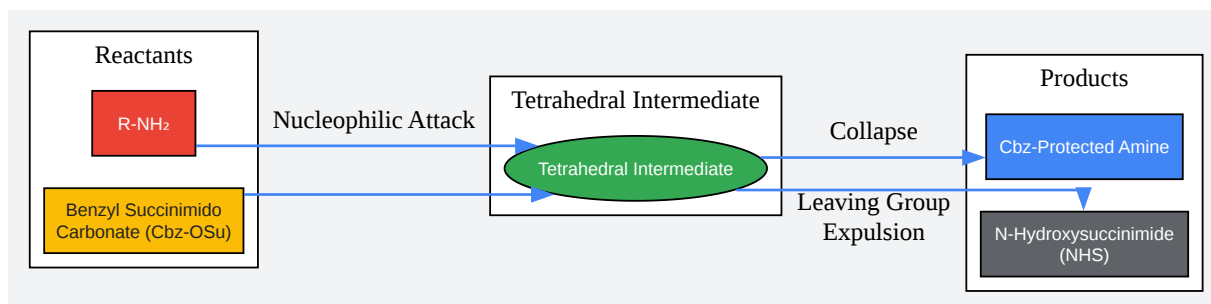 Reactants
R-NH₂
Benzyl Succinimido
Carbonate (Cbz-OSu)
Nucleophilic Attack
Tetrahedral Intermediate
Tetrahedral Intermediate
Collapse
Leaving Group
Expulsion
Products
Cbz-Protected Amine
N-Hydroxysuccinimide
(NHS)